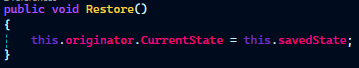 public void Restore()
{
this.originator.CurrentState = this.savedState;
}